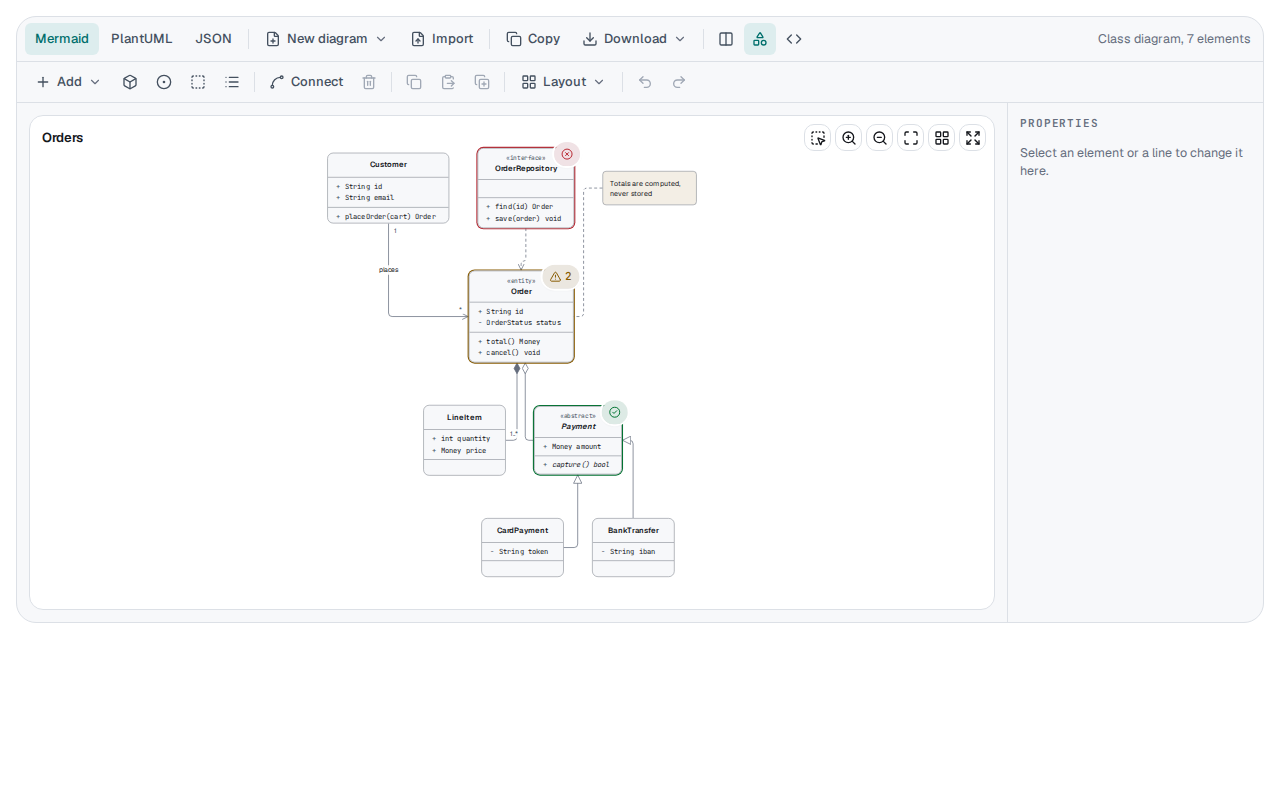 Mermaid PlantUML JSON New diagram Import Copy Download Class diagram, 7 elements
Add Connect Layout
Orders
PROPERTIES
Select an element or a line to change it
here.
Customer
+ String id
+ String email
+ placeOrder(cart) Order
«interface»
OrderRepository
+ find(id) Order
+ save(order) void
Totals are computed,
never stored
1
places
*
«entity»
Order
2
+ String id
- OrderStatus status
+ total() Money
+ cancel() void
LineItem
+ int quantity
+ Money price
1..*
«abstract»
Payment
+ Money amount
+ capture() bool
CardPayment
- String token
BankTransfer
- String iban